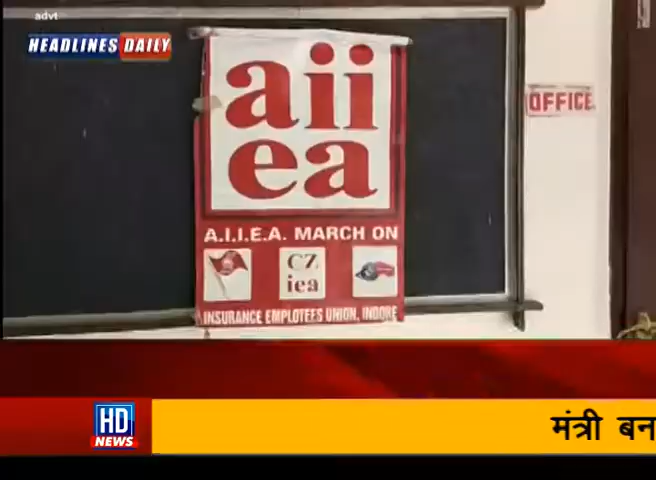 advt
HEADLINES DAILY
aii
ea
OFFICE.
A.I.I.E.A. MARCH ON
CZ
iea
INSURANCE EMPLOYEES UNION, INDORE
HD
NEWS
मंत्री बन